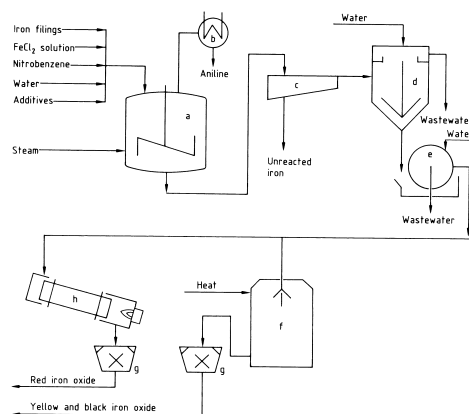 Iron filings
FeCl₂ solution
Nitrobenzene
Water
Additives
Steam
a
b
Aniline
c
Unreacted
iron
Water
d
Wastewater
Water
e
Wastewater
Heat
f
h
g
g
Red iron oxide
Yellow and black iron oxide